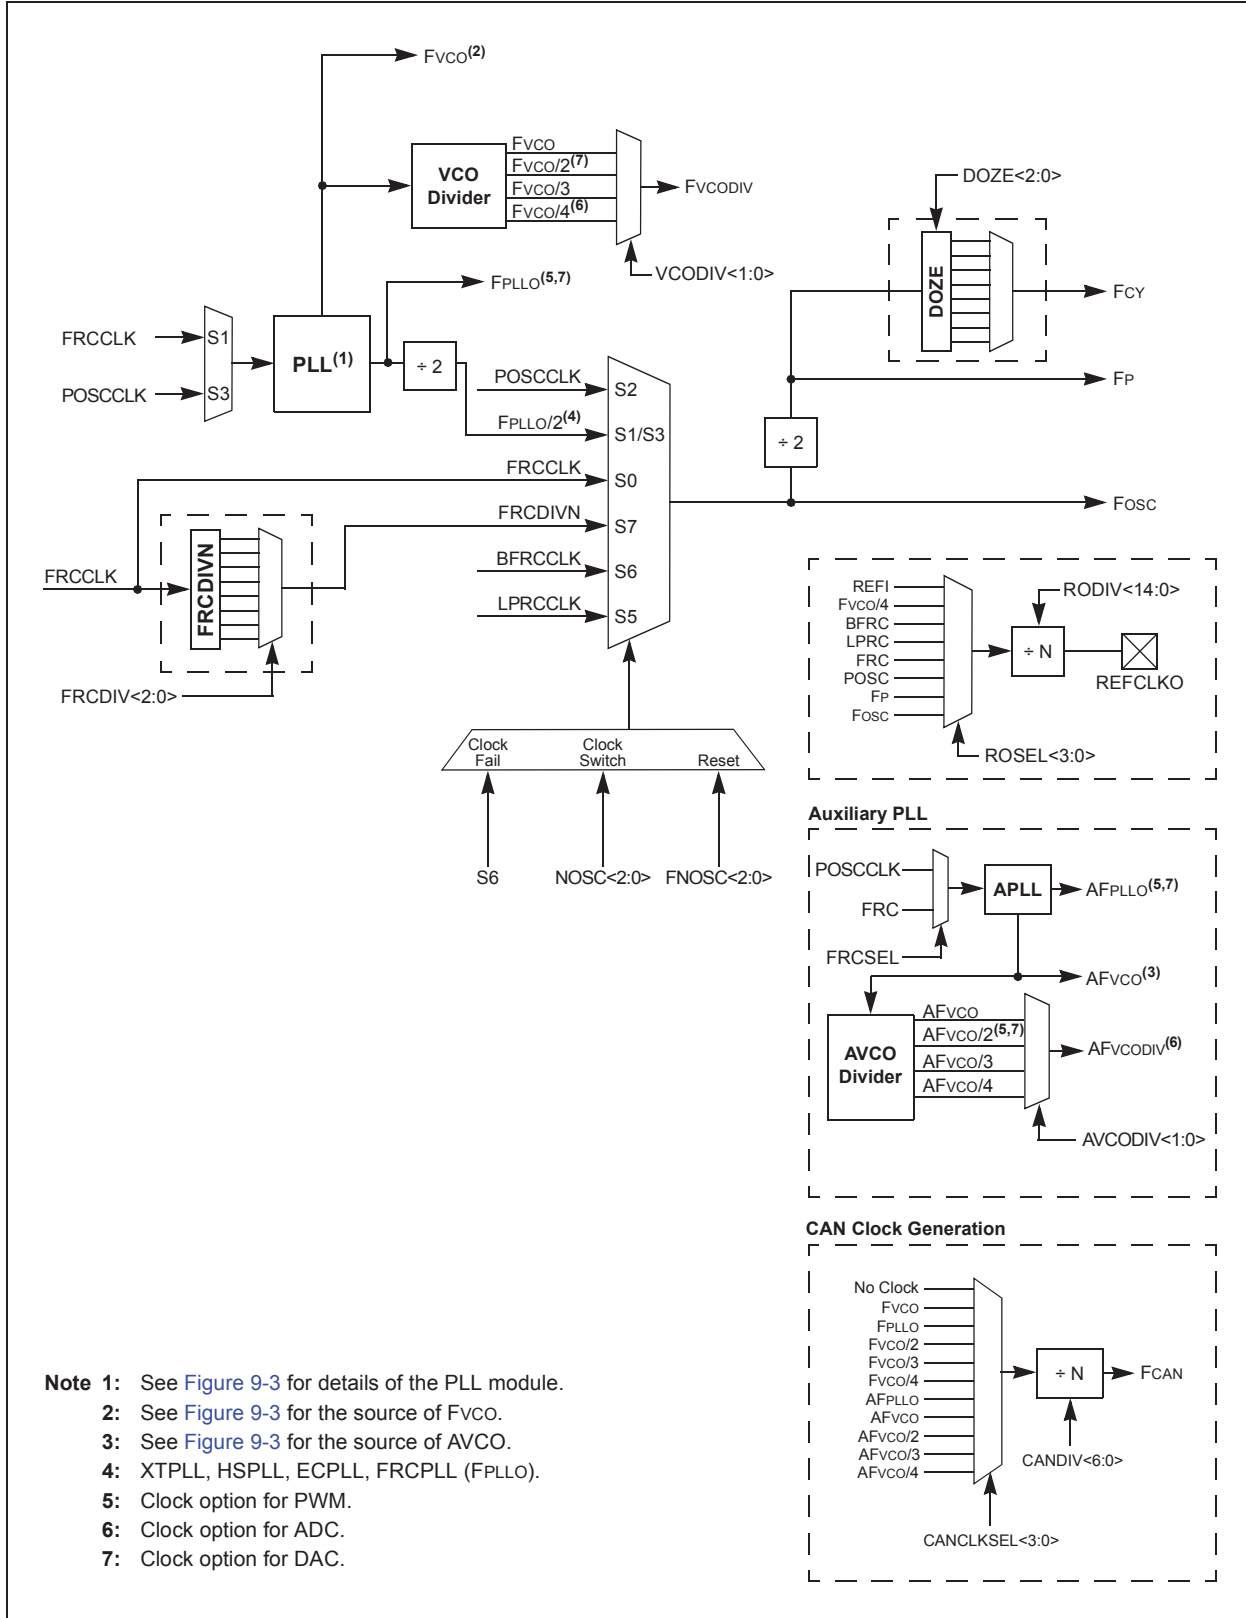 FVCO(2)
VCO
Divider
FVCO
FVCO/2(7)
FVCO/3
FVCO/4(6)
FVCODIV
VCODIV<1:0>
FPLLO(5,7)
FRCCLK
POSCCLK
S1
S3
PLL(1)
÷ 2
POSCCLK
FPLLO/2(4)
FRCCLK
FRCDIVN
BFRCCLK
LPRCCLK
S2
S1/S3
S0
S7
S6
S5
FRCCLK
FRCDIVN
FRCDIV<2:0>
Clock
Fail
Clock
Switch
Reset
S6
NOSC<2:0>
FNOSC<2:0>
DOZE<2:0>
DOZE
FCY
FP
÷ 2
FOSC
REFI
FVCO/4
BFRC
LPRC
FRC
POSC
FP
FOSC
RODIV<14:0>
÷ N
REFCLKO
ROSEL<3:0>
Auxiliary PLL
POSCCLK
FRC
FRCSEL
APLL
AFPLLO(5,7)
AFVCO(3)
AVCO
Divider
AFVCO
AFVCO/2(5,7)
AFVCO/3
AFVCO/4
AFVCODIV(6)
AVCODIV<1:0>
CAN Clock Generation
No Clock
FVCO
FPLLO
FVCO/2
FVCO/3
FVCO/4
AFPLLO
AFVCO
AFVCO/2
AFVCO/3
AFVCO/4
÷ N
FCAN
CANDIV<6:0>
CANCLKSEL<3:0>
Note 1: See Figure 9-3 for details of the PLL module.
2: See Figure 9-3 for the source of FVCO.
3: See Figure 9-3 for the source of AVCO.
4: XTPLL, HSPLL, ECPLL, FRCPLL (FPLLO).
5: Clock option for PWM.
6: Clock option for ADC.
7: Clock option for DAC.